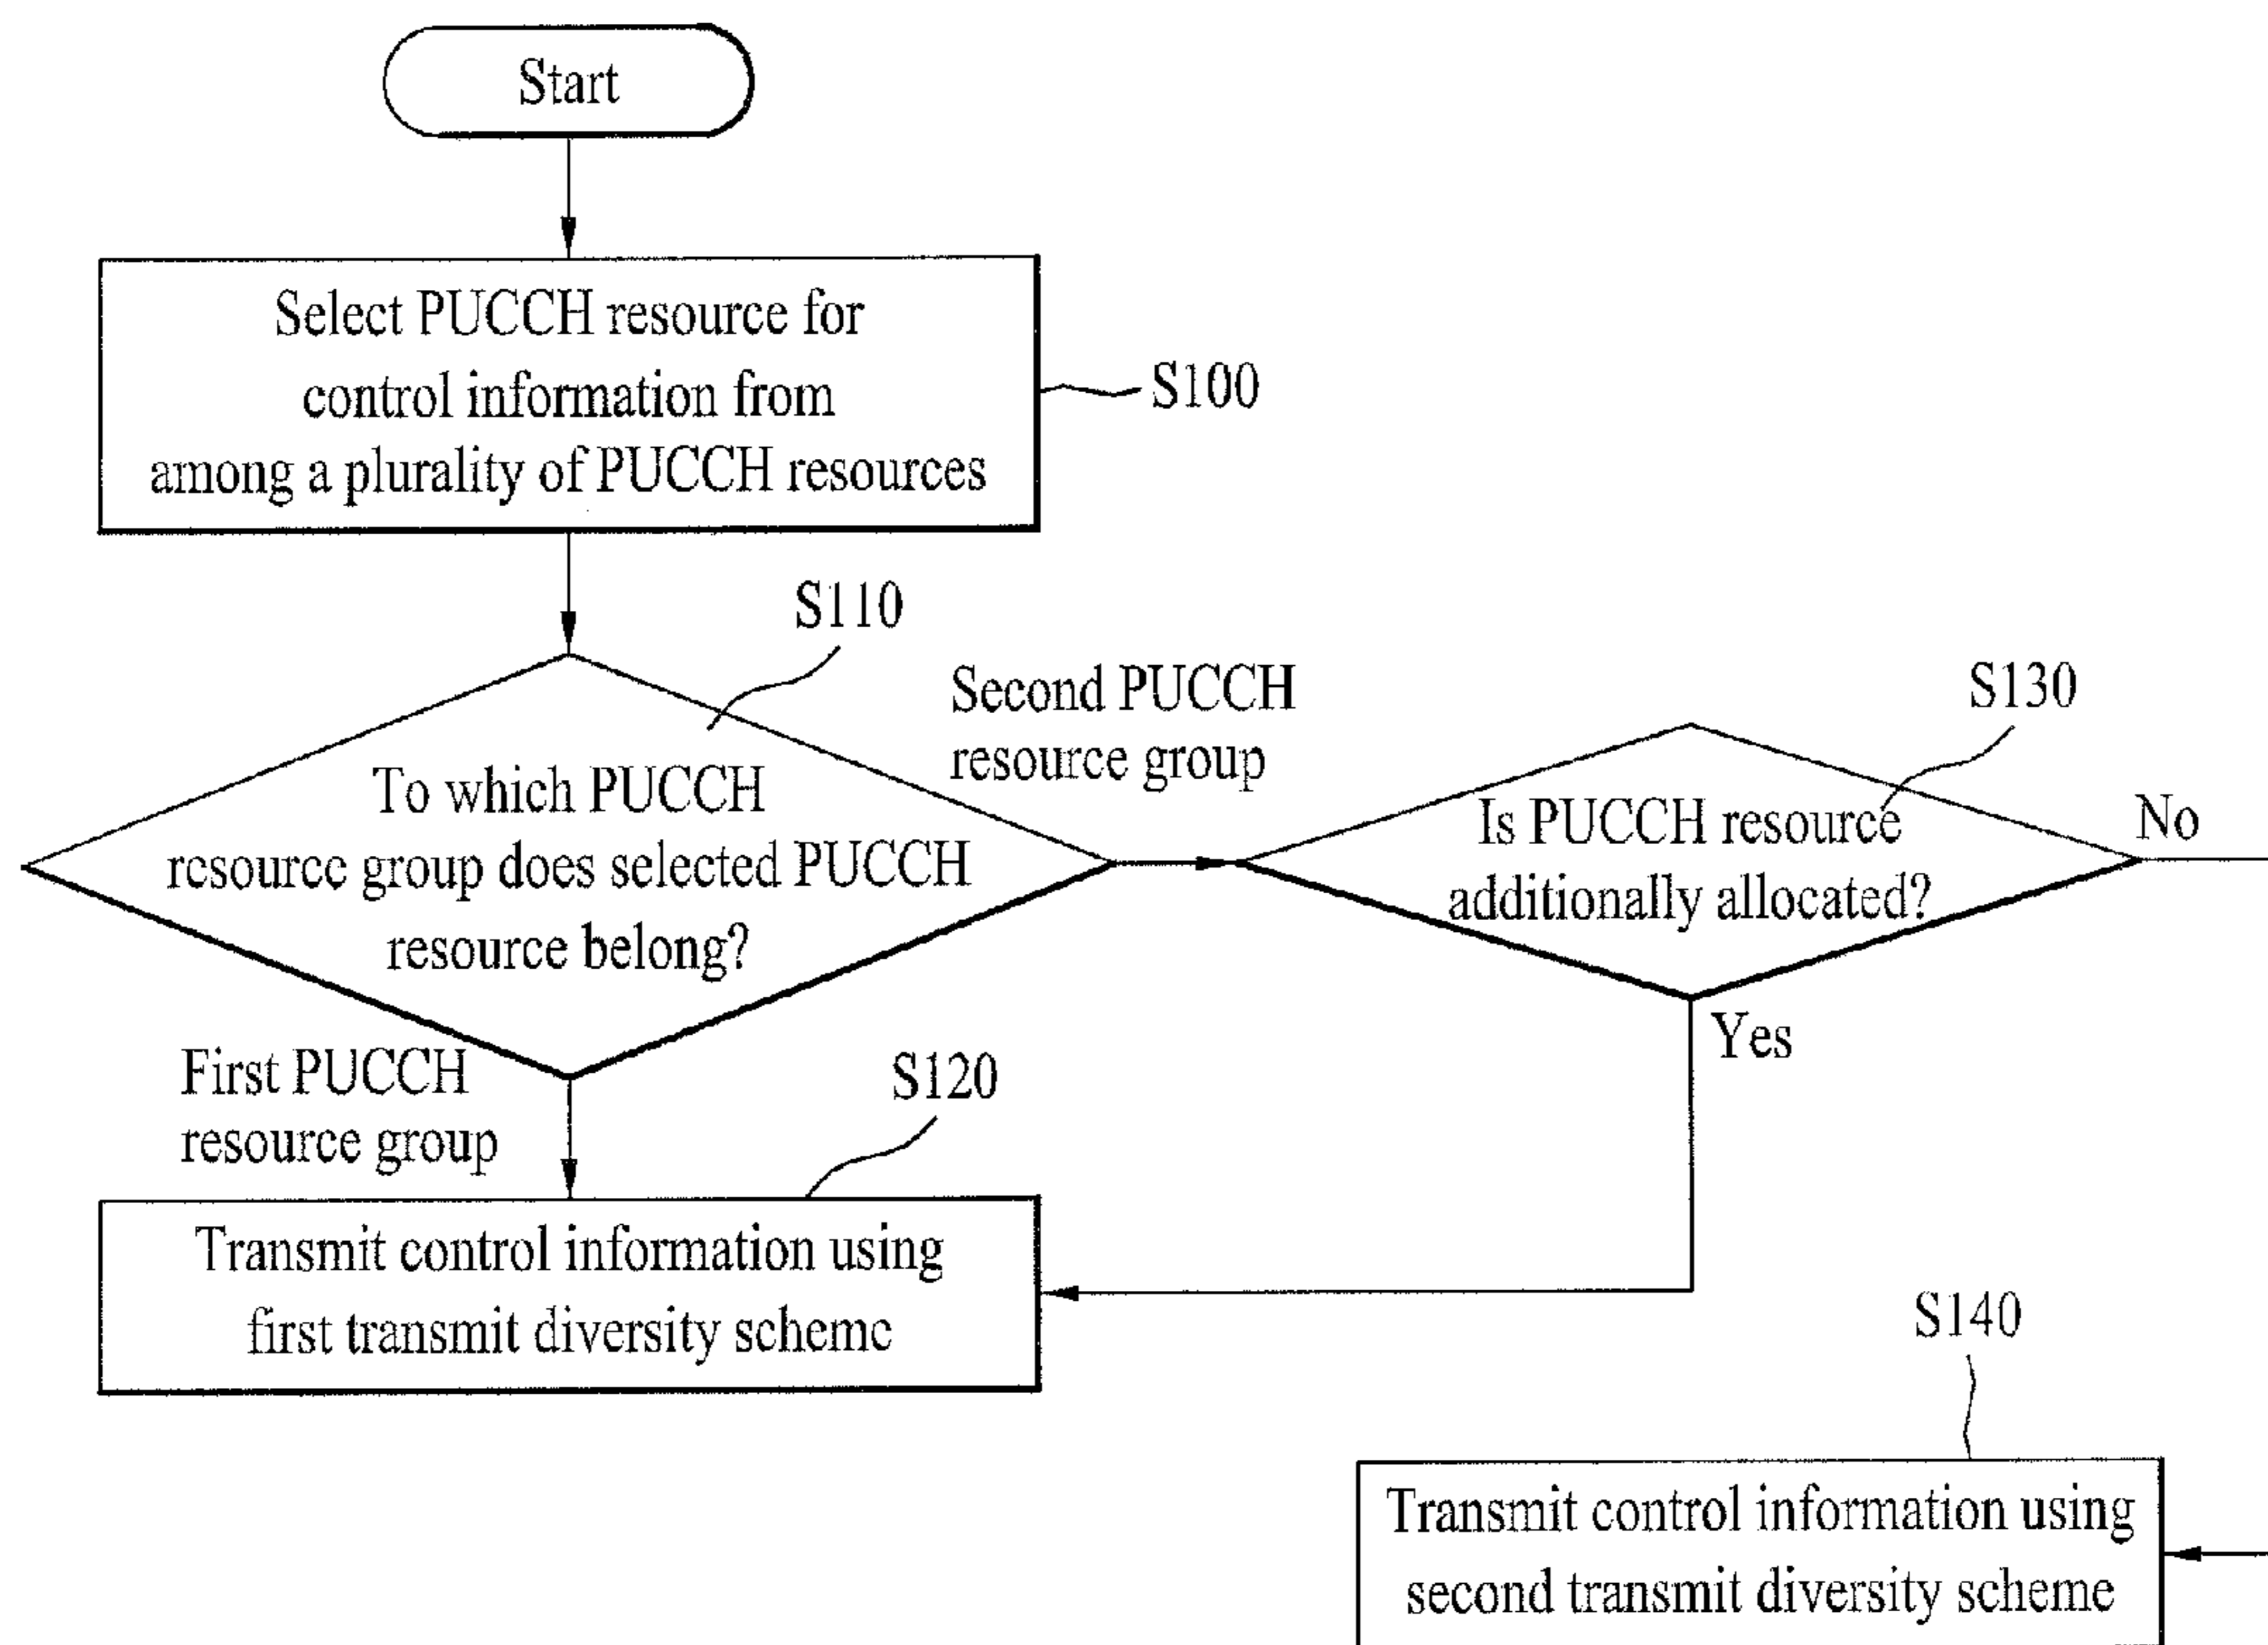 Start
Select PUCCH resource for
control information from
among a plurality of PUCCH resources
S100
S110
To which PUCCH
resource group does selected PUCCH
resource belong?
Second PUCCH
resource group
S130
Is PUCCH resource
additionally allocated?
No
Yes
First PUCCH
resource group
S120
Transmit control information using
first transmit diversity scheme
S140
Transmit control information using
second transmit diversity scheme